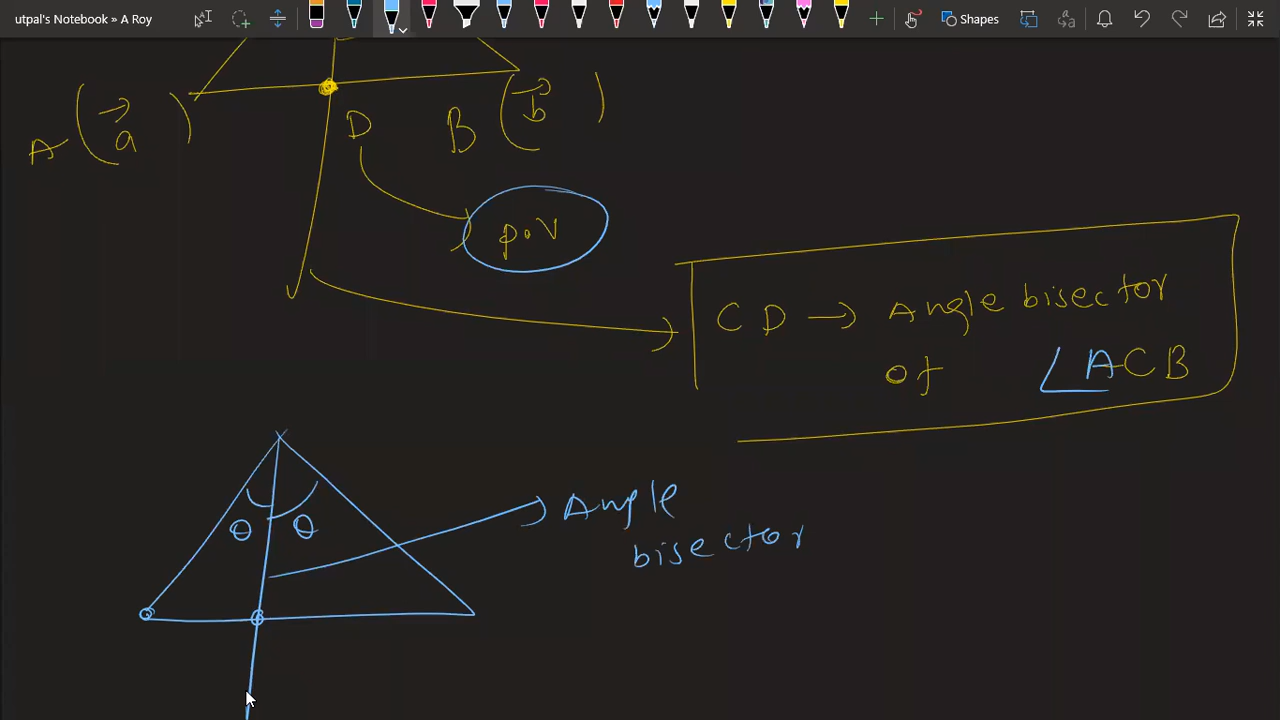 utpal's Notebook » A Roy
Shapes
A (a⃗)
D
B (b⃗)
p.v
CD → Angle bisector
of ∠ACB
θ θ
Angle
bisector